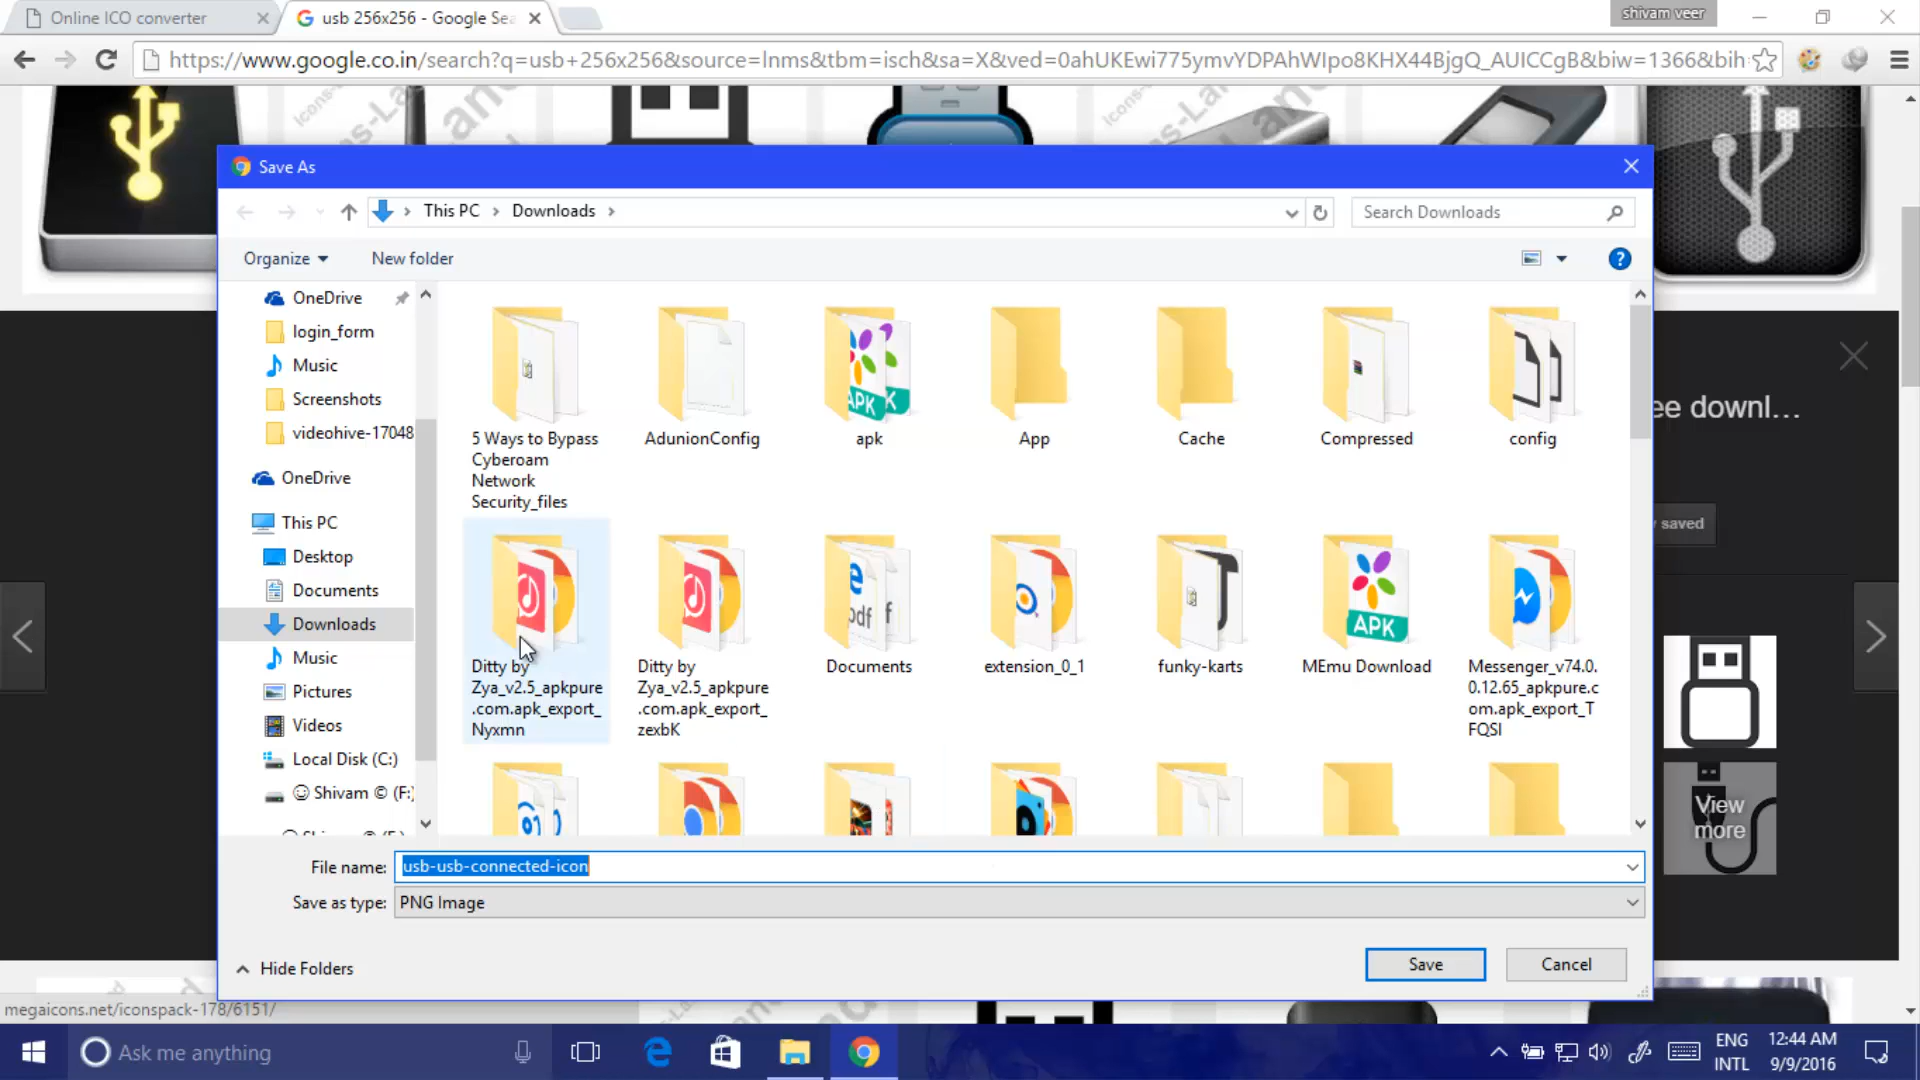 Online ICO converter
usb 256x256 - Google Sea
shivam veer
https://www.google.co.in/search?q=usb+256x256&source=lnms&tbm=isch&sa=X&ved=0ahUKEwi775ymvYDPAhWIpo8KHX44BjgQ_AUICCgB&biw=1366&bih
Save As
This PC > Downloads >
Search Downloads
Organize
New folder
OneDrive
login_form
Music
Screenshots
videohive-17048
OneDrive
This PC
Desktop
Documents
Downloads
Music
Pictures
Videos
Local Disk (C:)
Shivam © (F:)
5 Ways to Bypass
Cyberoam
Network
Security_files
AdunionConfig
apk
App
Cache
Compressed
config
Ditty by
Zya_v2.5_apkpure
.com.apk_export_
Nyxmn
Ditty by
Zya_v2.5_apkpure
.com.apk_export_
zexbK
Documents
extension_0_1
funky-karts
MEmu Download
Messenger_v74.0.
0.12.65_apkpure.c
om.apk_export_T
FQSI
APK
ee downl...
saved
View
more
File name:
usb-usb-connected-icon
Save as type:
PNG Image
Hide Folders
Save
Cancel
megaicons.net/iconspack-178/6151/
Ask me anything
ENG
INTL
12:44 AM
9/9/2016